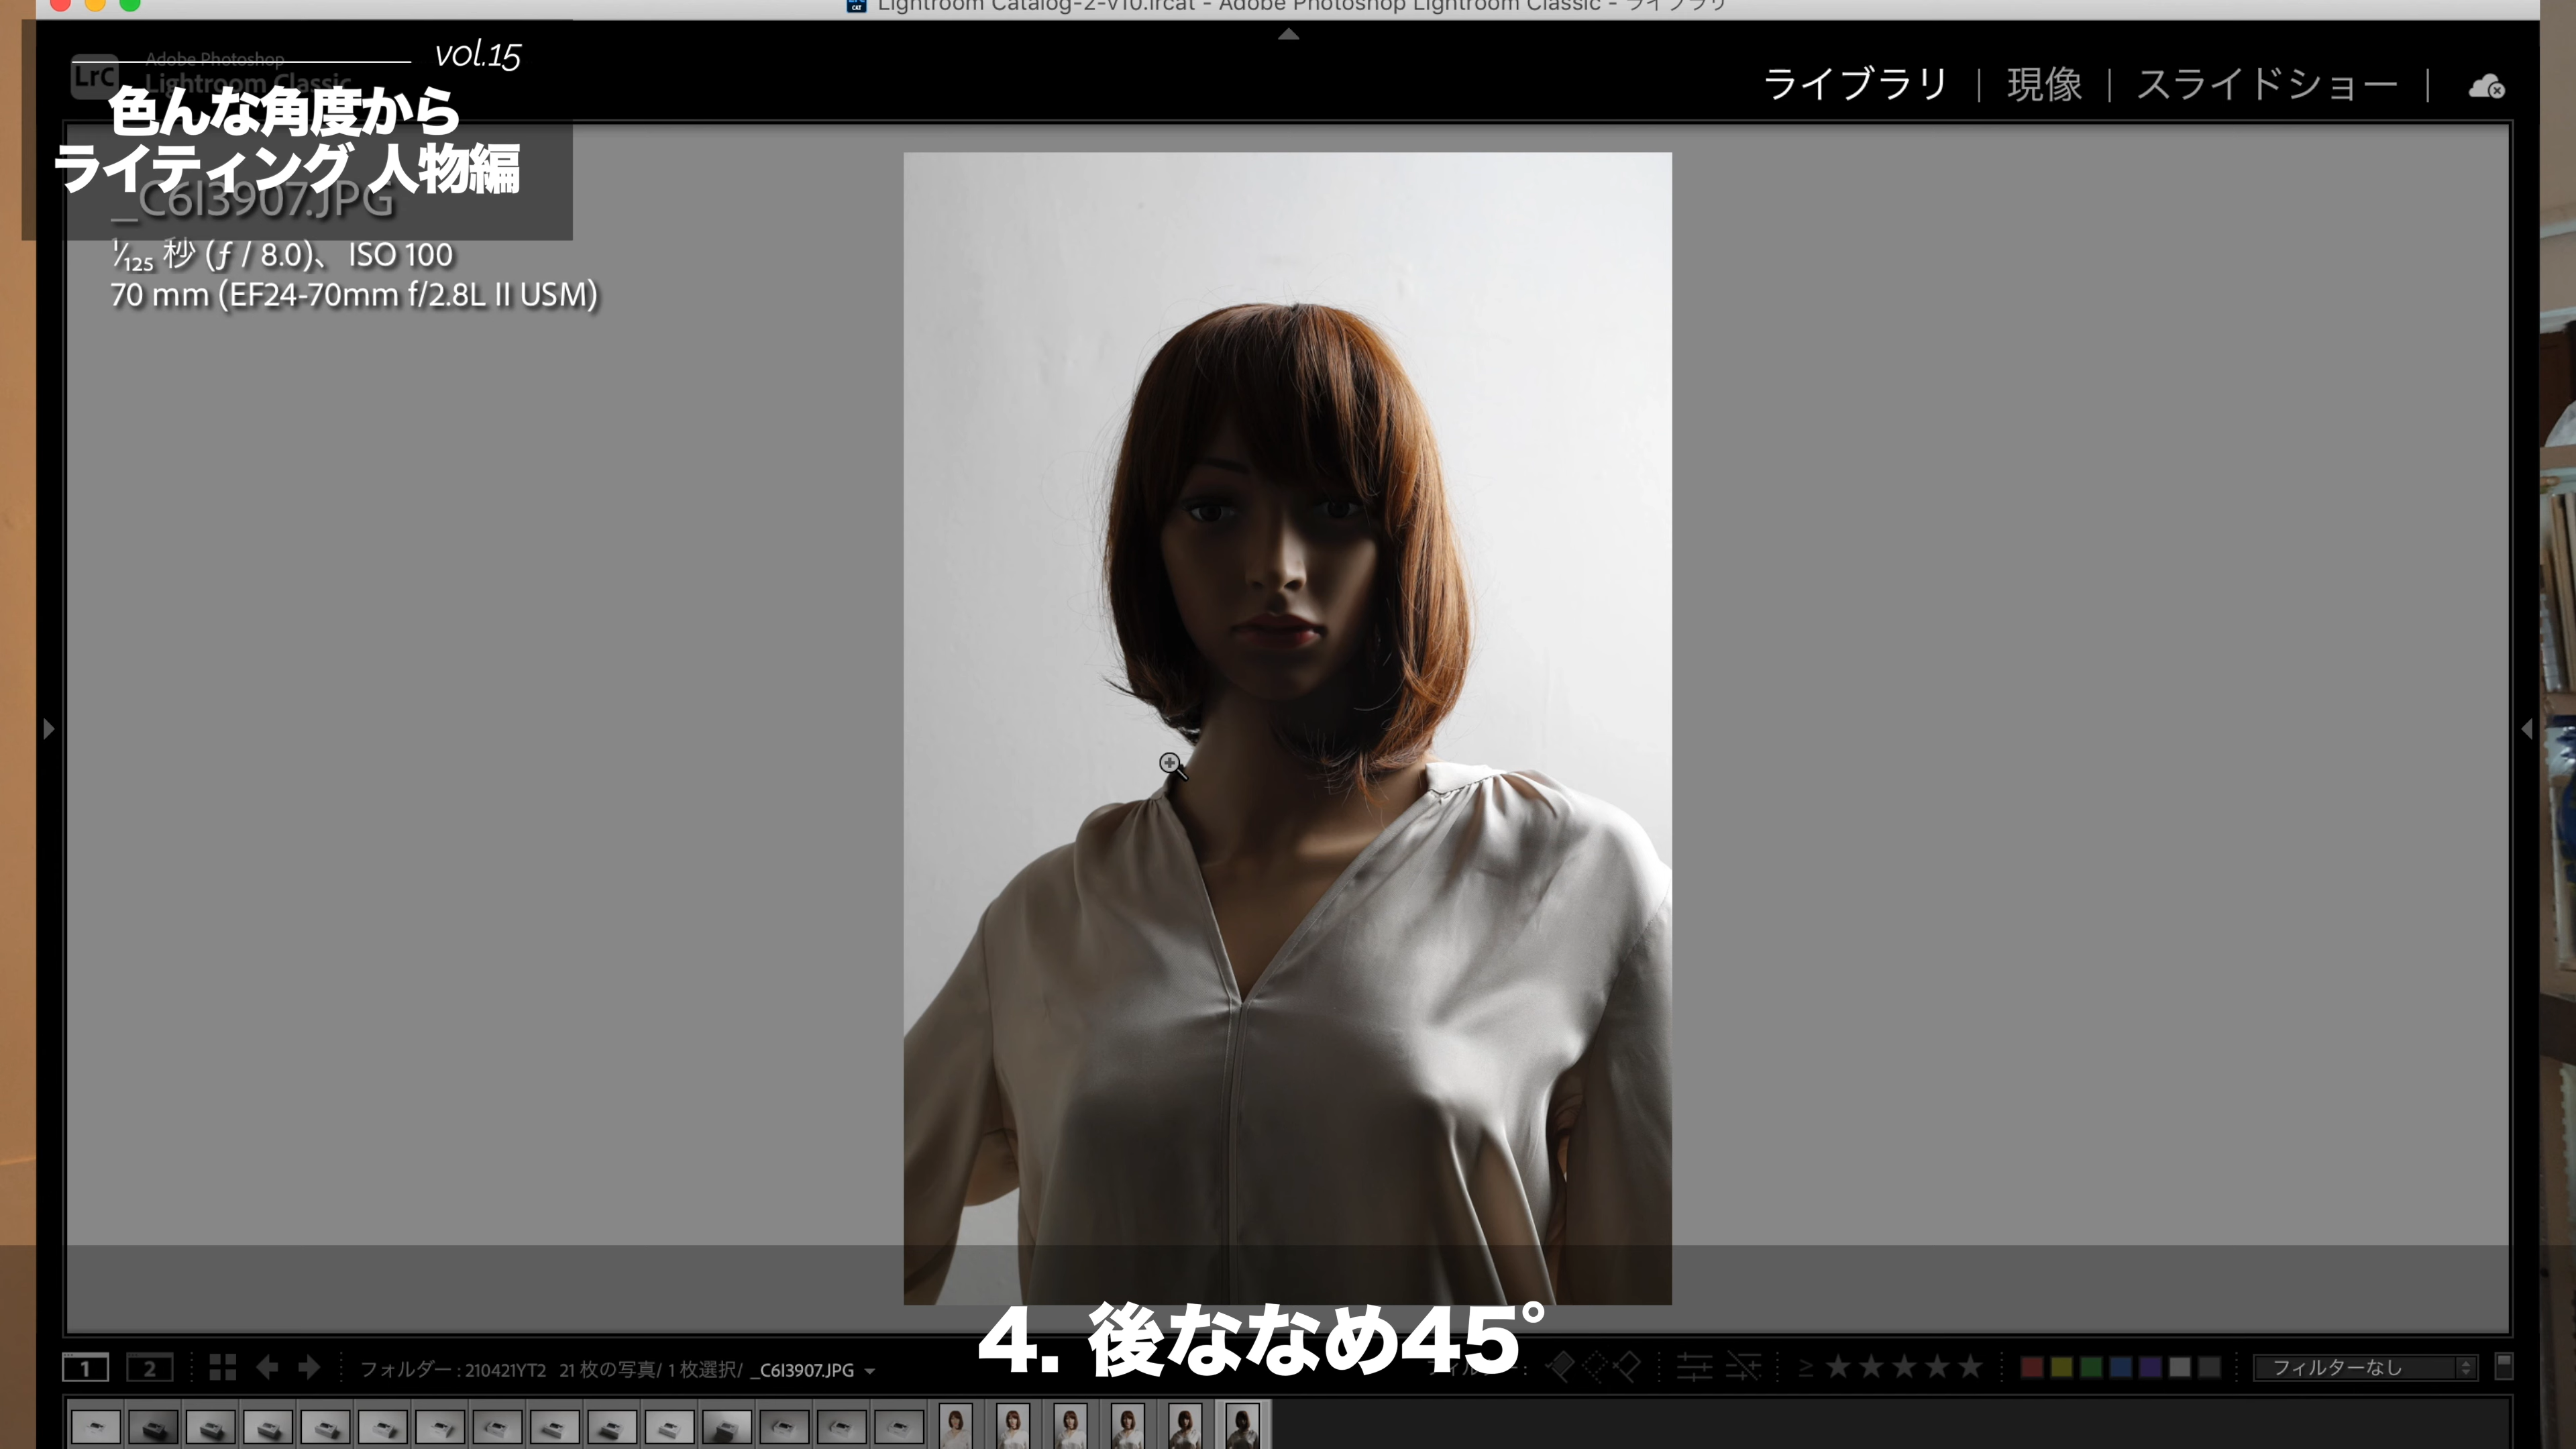 Lightroom Catalog-2-v10.lrcat - Adobe Photoshop Lightroom Classic - ライブラリ
vol.15
LrC
Adobe Photoshop
Lightroom Classic
色んな角度から
ライティング 人物編
ライブラリ | 現像 | スライドショー |
_C6I3907.JPG
1/125 秒 (ƒ / 8.0)、 ISO 100
70 mm (EF24-70mm f/2.8L II USM)
4. 後ななめ45°
1 2 フォルダー : 210421YT2 21 枚の写真/ 1 枚選択/ _C6I3907.JPG
≥ ★★★★★ フィルターなし